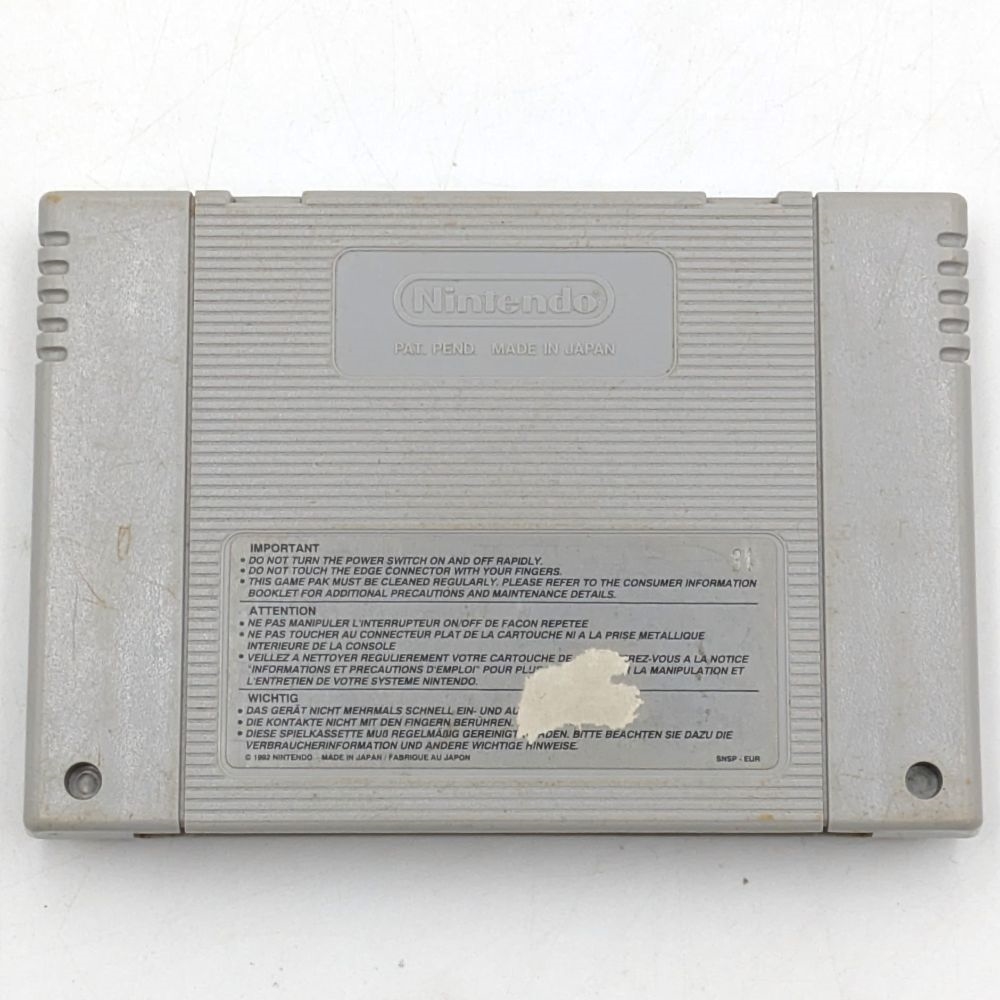 Nintendo®
PAT. PEND. MADE IN JAPAN
IMPORTANT
• DO NOT TURN THE POWER SWITCH ON AND OFF RAPIDLY.
• DO NOT TOUCH THE EDGE CONNECTOR WITH YOUR FINGERS.
• THIS GAME PAK MUST BE CLEANED REGULARLY. PLEASE REFER TO THE CONSUMER INFORMATION
BOOKLET FOR ADDITIONAL PRECAUTIONS AND MAINTENANCE DETAILS.
ATTENTION
• NE PAS MANIPULER L'INTERRUPTEUR ON/OFF DE FACON REPETEE
• NE PAS TOUCHER AU CONNECTEUR PLAT DE LA CARTOUCHE NI A LA PRISE METALLIQUE
INTERIEURE DE LA CONSOLE
• VEILLEZ A NETTOYER REGULIEREMENT VOTRE CARTOUCHE DE REZ-VOUS A LA NOTICE
"INFORMATIONS ET PRECAUTIONS D'EMPLOI" POUR PLUS LA MANIPULATION ET
L'ENTRETIEN DE VOTRE SYSTEME NINTENDO.
WICHTIG
• DAS GERÄT NICHT MEHRMALS SCHNELL EIN- UND AU
• DIE KONTAKTE NICHT MIT DEN FINGERN BERÜHREN.
• DIESE SPIELKASSETTE MUß REGELMÄßIG GEREINIGT RDEN. BITTE BEACHTEN SIE DAZU DIE
VERBRAUCHERINFORMATION UND ANDERE WICHTIGE HINWEISE.
© 1992 NINTENDO MADE IN JAPAN / FABRIQUE AU JAPON SNSP - EUR